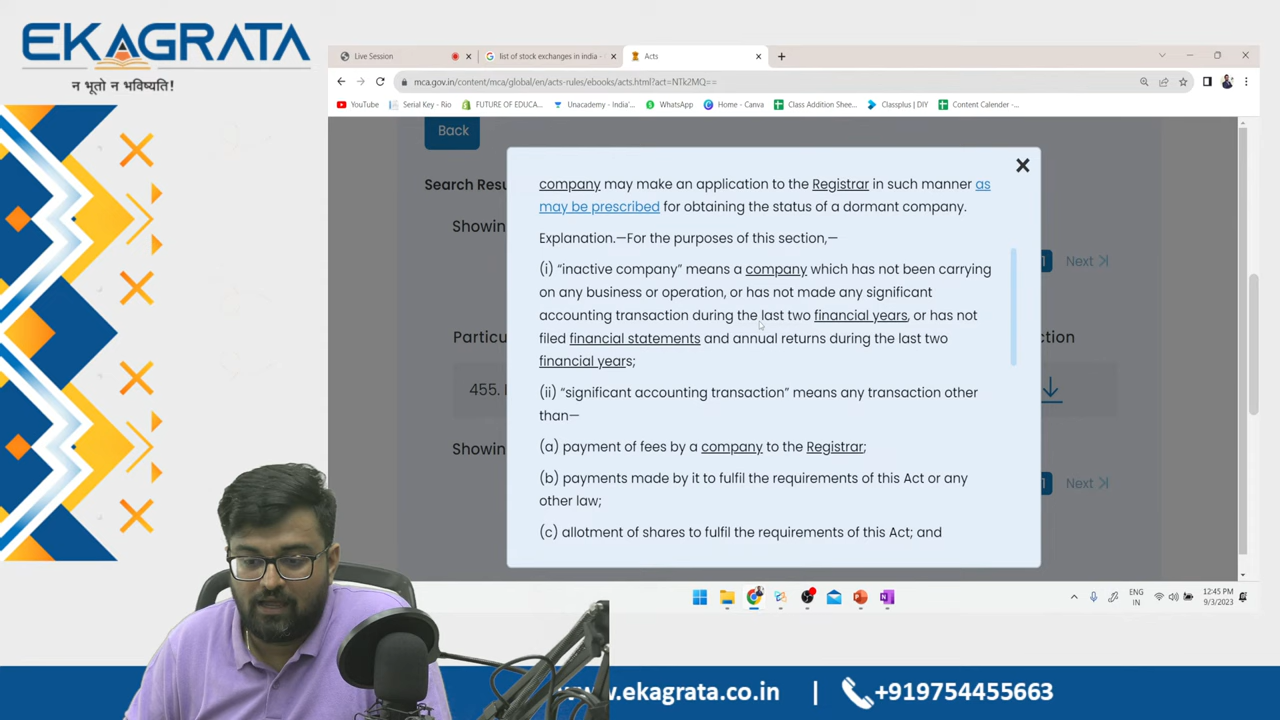 EKAGRATA
न भूतो न भविष्यति!
Live Session
list of stock exchanges in india -
Acts
mca.gov.in/content/mca/global/en/acts-rules/ebooks/acts.html?act=NTk2MQ==
YouTube
Serial Key - Rio
FUTURE OF EDUCA...
Unacademy - India'...
WhatsApp
Home - Canva
Class Addition Shee...
Classplus | DIY
Content Calender -...
Back
Search Resu
Showin
1 Next
Particu
ction
455. I
Showin
1 Next
company may make an application to the Registrar in such manner as
may be prescribed for obtaining the status of a dormant company.
Explanation.—For the purposes of this section,—
(i) “inactive company” means a company which has not been carrying
on any business or operation, or has not made any significant
accounting transaction during the last two financial years, or has not
filed financial statements and annual returns during the last two
financial years;
(ii) “significant accounting transaction” means any transaction other
than—
(a) payment of fees by a company to the Registrar;
(b) payments made by it to fulfil the requirements of this Act or any
other law;
(c) allotment of shares to fulfil the requirements of this Act; and
ENG
IN
12:45 PM
9/3/2023
w.ekagrata.co.in | +919754455663